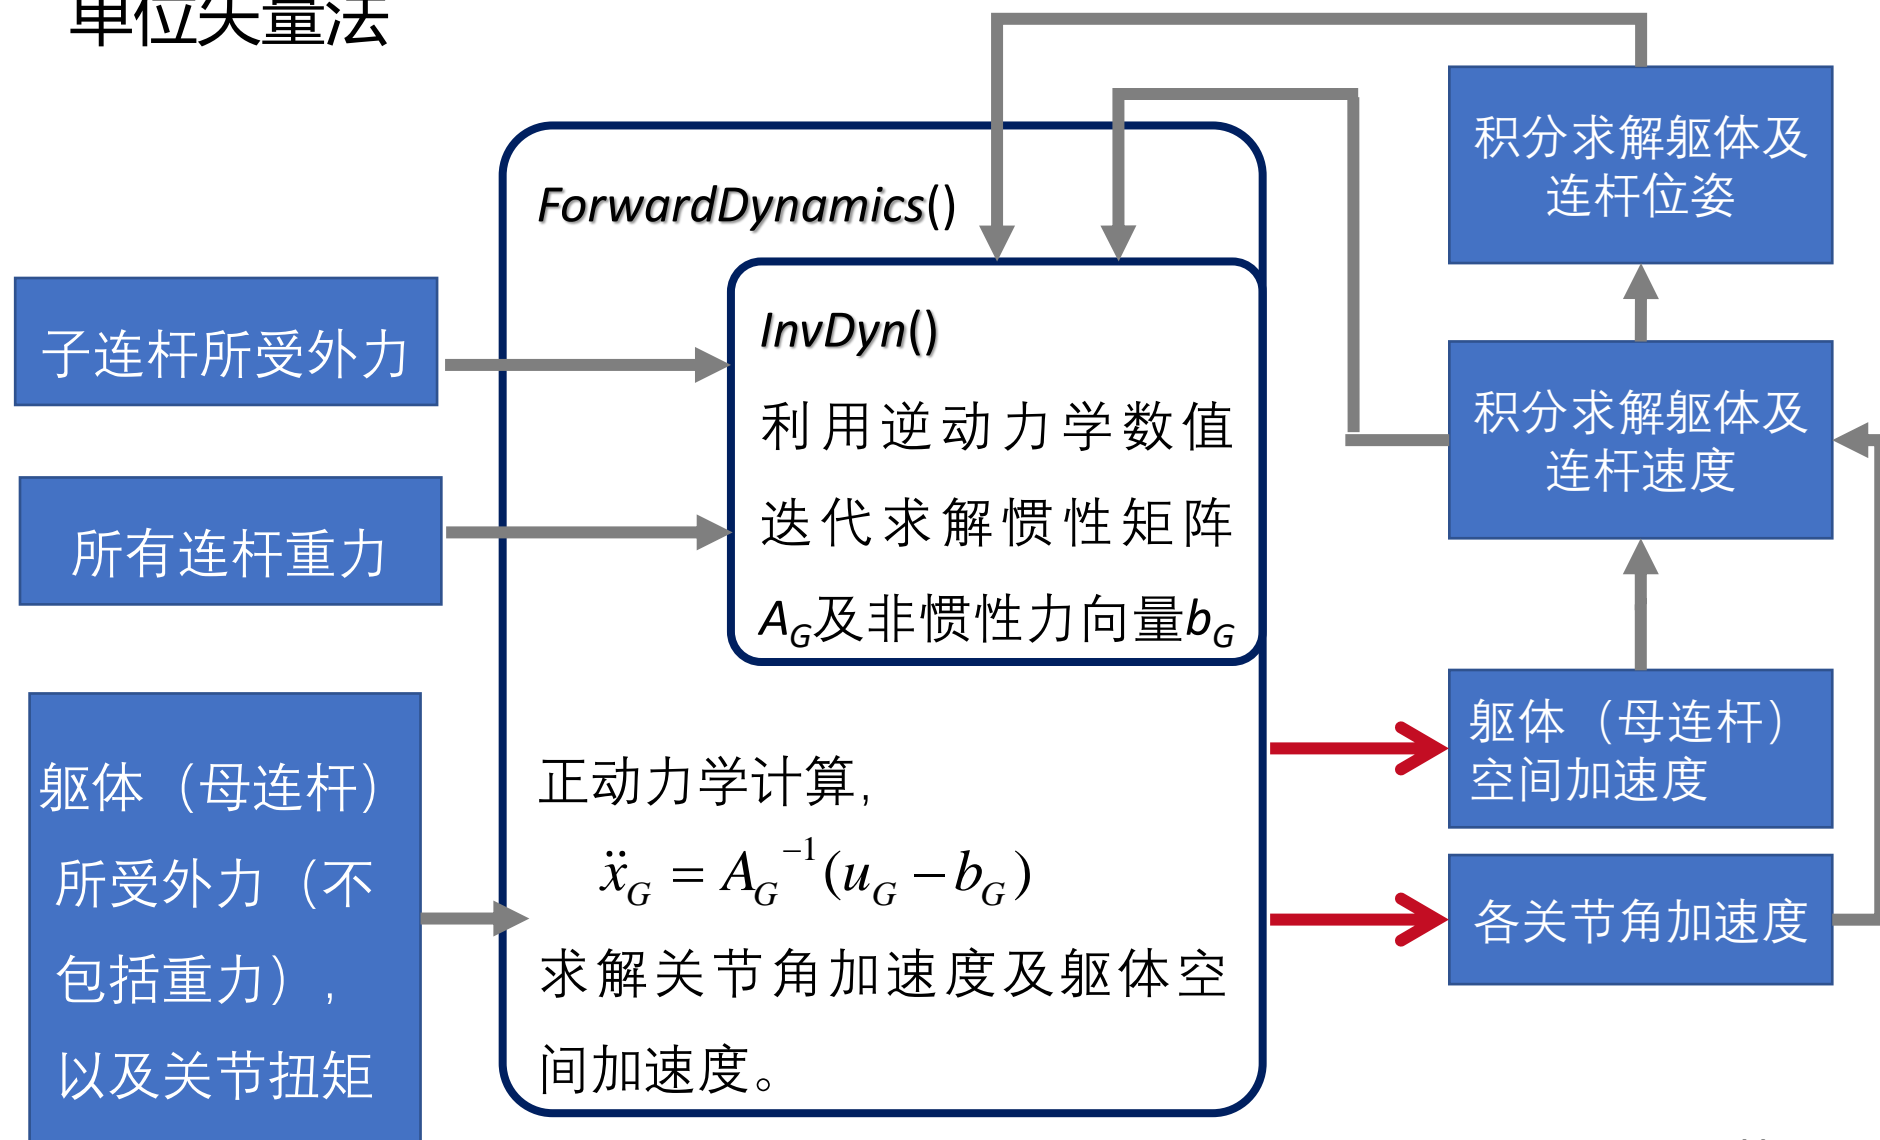 单位矢量法
积分求解躯体及
连杆位姿
ForwardDynamics()
子连杆所受外力
InvDyn()
利用逆动力学数值
迭代求解惯性矩阵
A_G及非惯性力向量b_G
积分求解躯体及
连杆速度
所有连杆重力
躯体（母连杆）
所受外力（不
包括重力），
以及关节扭矩
正动力学计算,
ẍ_G = A_G^{-1}(u_G − b_G)
求解关节角加速度及躯体空
间加速度。
躯体（母连杆）
空间加速度
各关节角加速度